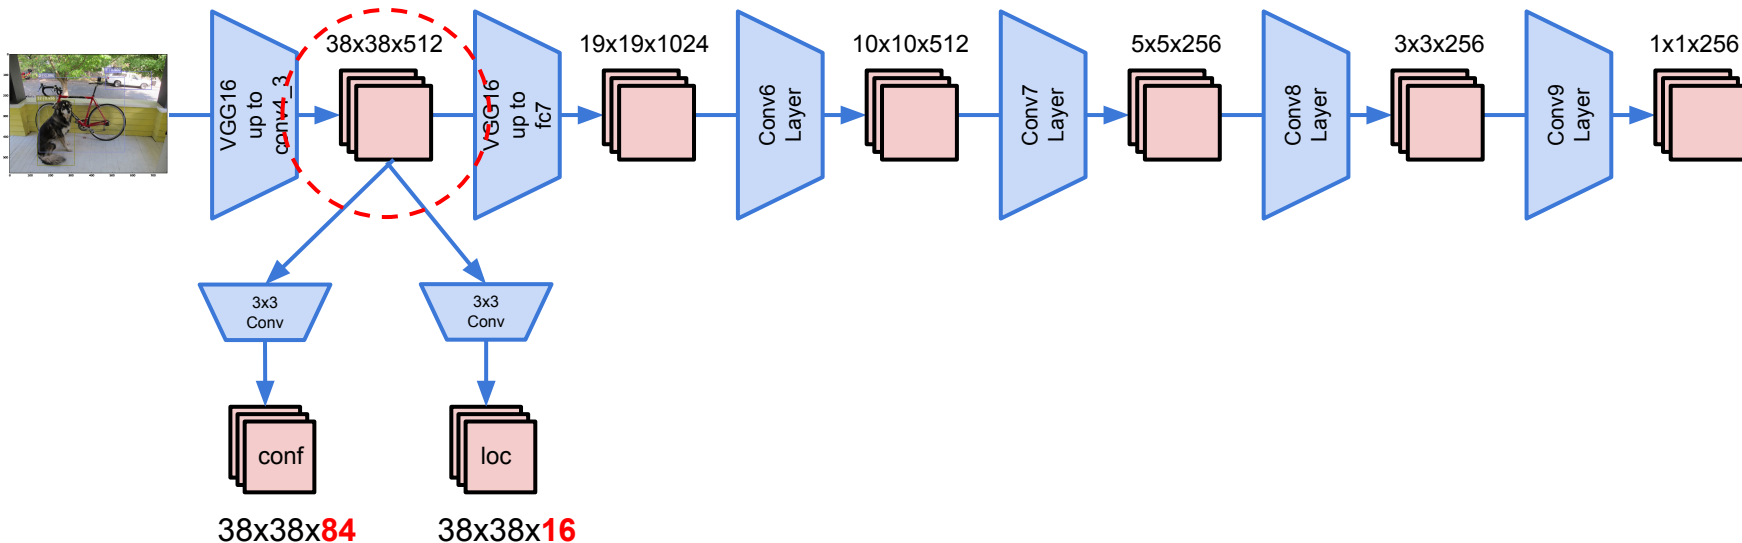 38x38x512
19x19x1024
10x10x512
5x5x256
3x3x256
1x1x256
VGG16
up to
conv4_3
VGG16
up to
fc7
Conv6
Layer
Conv7
Layer
Conv8
Layer
Conv9
Layer
3x3
Conv
3x3
Conv
conf
loc
38x38x84
38x38x16